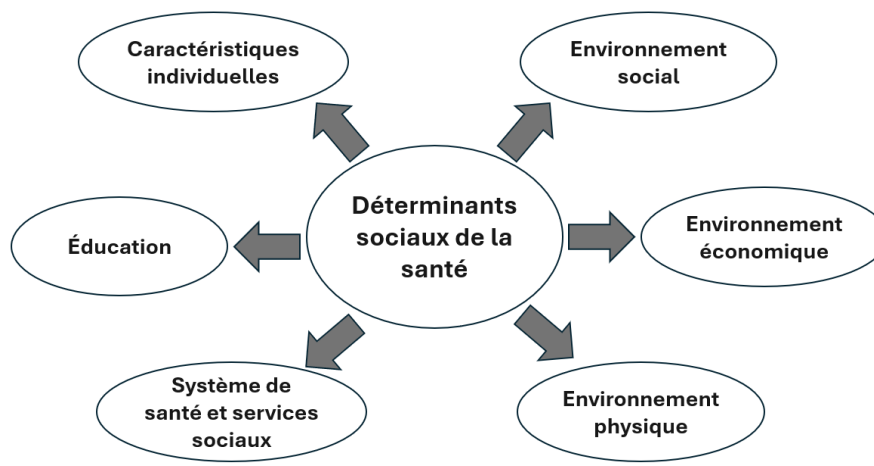 Caractéristiques
individuelles
Environnement
social
Déterminants
sociaux de la
santé
Éducation
Environnement
économique
Système de
santé et services
sociaux
Environnement
physique